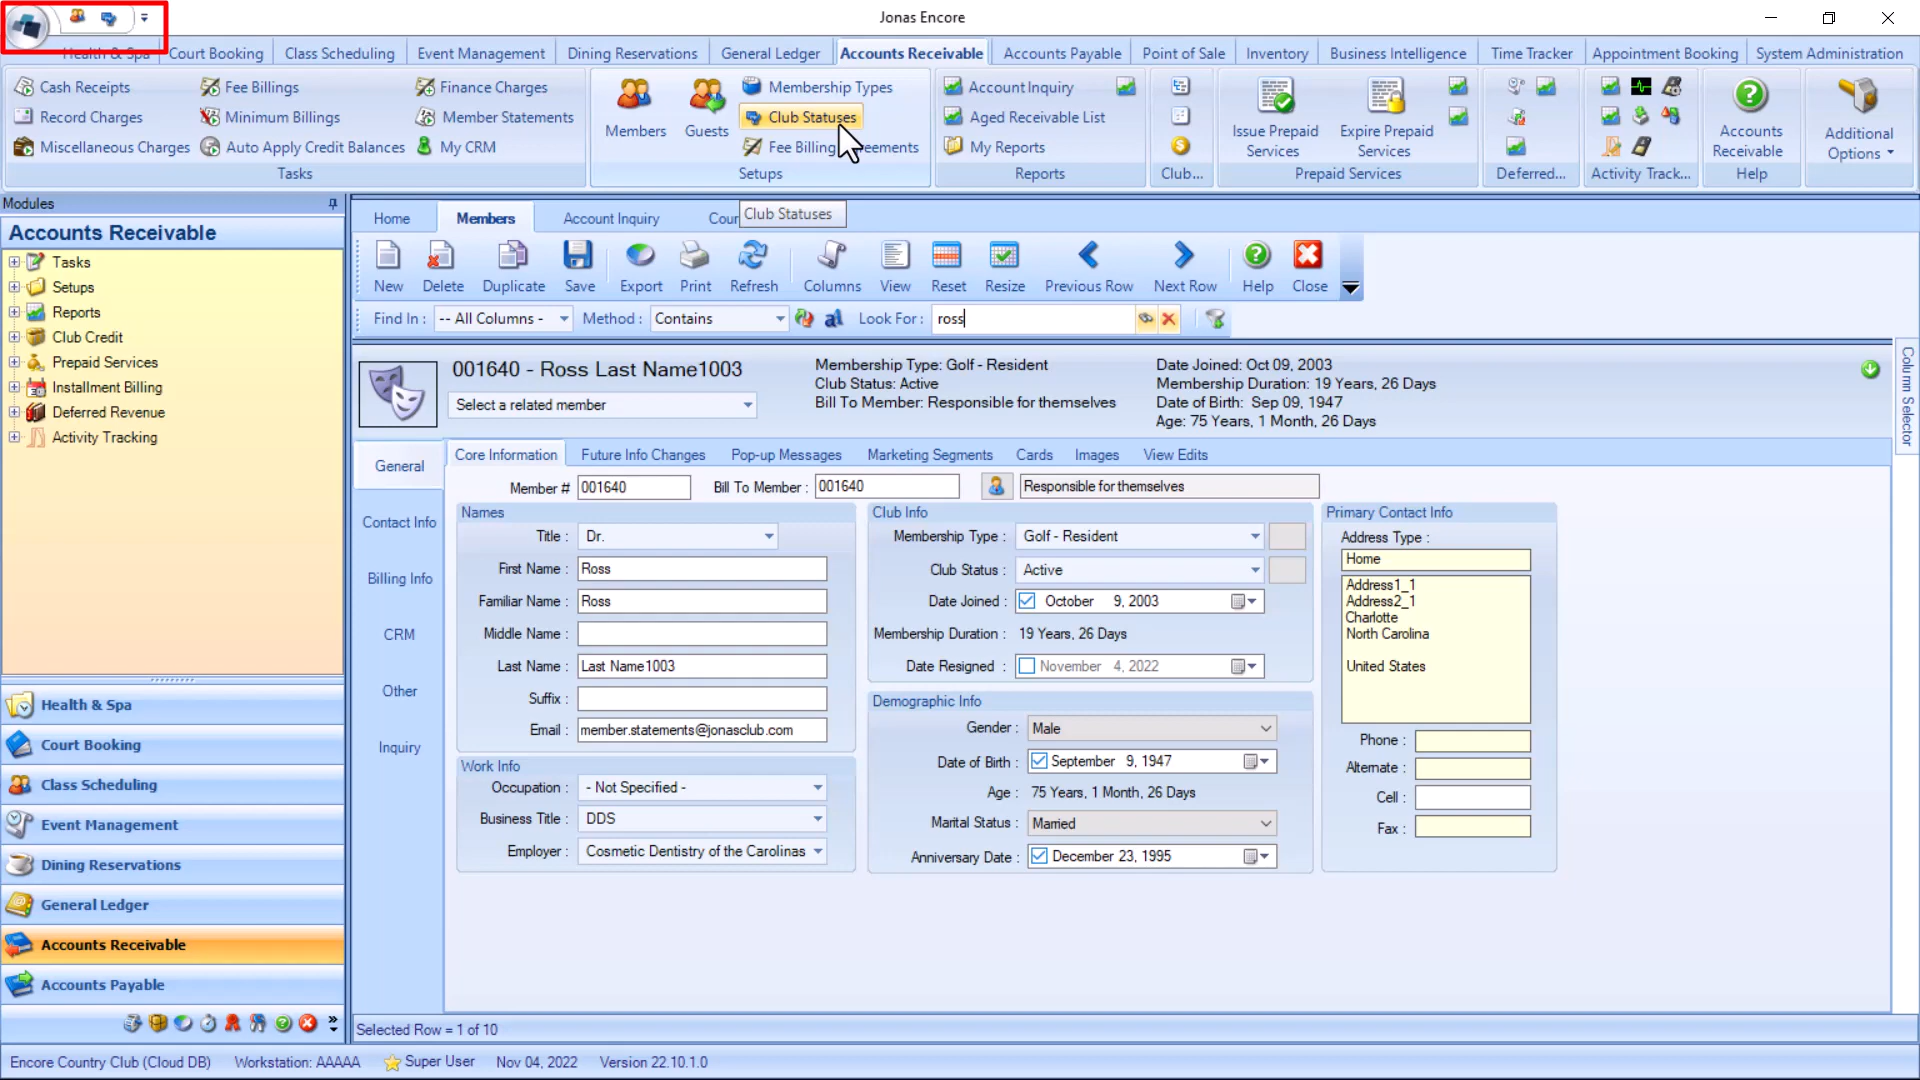 Jonas Encore
Health & Spa Court Booking Class Scheduling Event Management Dining Reservations General Ledger Accounts Receivable Accounts Payable Point of Sale Inventory Business Intelligence Time Tracker Appointment Booking System Administration
Cash Receipts Fee Billings Finance Charges
Record Charges Minimum Billings Member Statements
Miscellaneous Charges Auto Apply Credit Balances My CRM
Tasks
Members Guests
Membership Types
Club Statuses
Fee Billing eements
Setups
Account Inquiry
Aged Receivable List
My Reports
Reports
Club...
Issue Prepaid Services
Expire Prepaid Services
Prepaid Services
Deferred...
Activity Track...
Accounts Receivable
Help
Additional Options
Modules
Accounts Receivable
Tasks
Setups
Reports
Club Credit
Prepaid Services
Installment Billing
Deferred Revenue
Activity Tracking
Health & Spa
Court Booking
Class Scheduling
Event Management
Dining Reservations
General Ledger
Accounts Receivable
Accounts Payable
Home Members Account Inquiry Cour
Club Statuses
New Delete Duplicate Save Export Print Refresh Columns View Reset Resize Previous Row Next Row Help Close
Find In : -- All Columns - Method : Contains Look For : ross
001640 - Ross Last Name1003
Select a related member
Membership Type: Golf - Resident
Club Status: Active
Bill To Member: Responsible for themselves
Date Joined: Oct 09, 2003
Membership Duration: 19 Years, 26 Days
Date of Birth: Sep 09, 1947
Age: 75 Years, 1 Month, 26 Days
Column Selector
General
Contact Info
Billing Info
CRM
Other
Inquiry
Core Information Future Info Changes Pop-up Messages Marketing Segments Cards Images View Edits
Member # 001640 Bill To Member : 001640 Responsible for themselves
Names
Title : Dr.
First Name : Ross
Familiar Name : Ross
Middle Name :
Last Name : Last Name1003
Suffix :
Email : member.statements@jonasclub.com
Work Info
Occupation : - Not Specified -
Business Title : DDS
Employer : Cosmetic Dentistry of the Carolinas
Club Info
Membership Type : Golf - Resident
Club Status : Active
Date Joined : October 9, 2003
Membership Duration : 19 Years, 26 Days
Date Resigned : November 4, 2022
Demographic Info
Gender : Male
Date of Birth : September 9, 1947
Age : 75 Years, 1 Month, 26 Days
Marital Status : Married
Anniversary Date : December 23, 1995
Primary Contact Info
Address Type :
Home
Address1_1
Address2_1
Charlotte
North Carolina
United States
Phone :
Alternate :
Cell :
Fax :
Selected Row = 1 of 10
Encore Country Club (Cloud DB) Workstation: AAAAA Super User Nov 04, 2022 Version 22.10.1.0